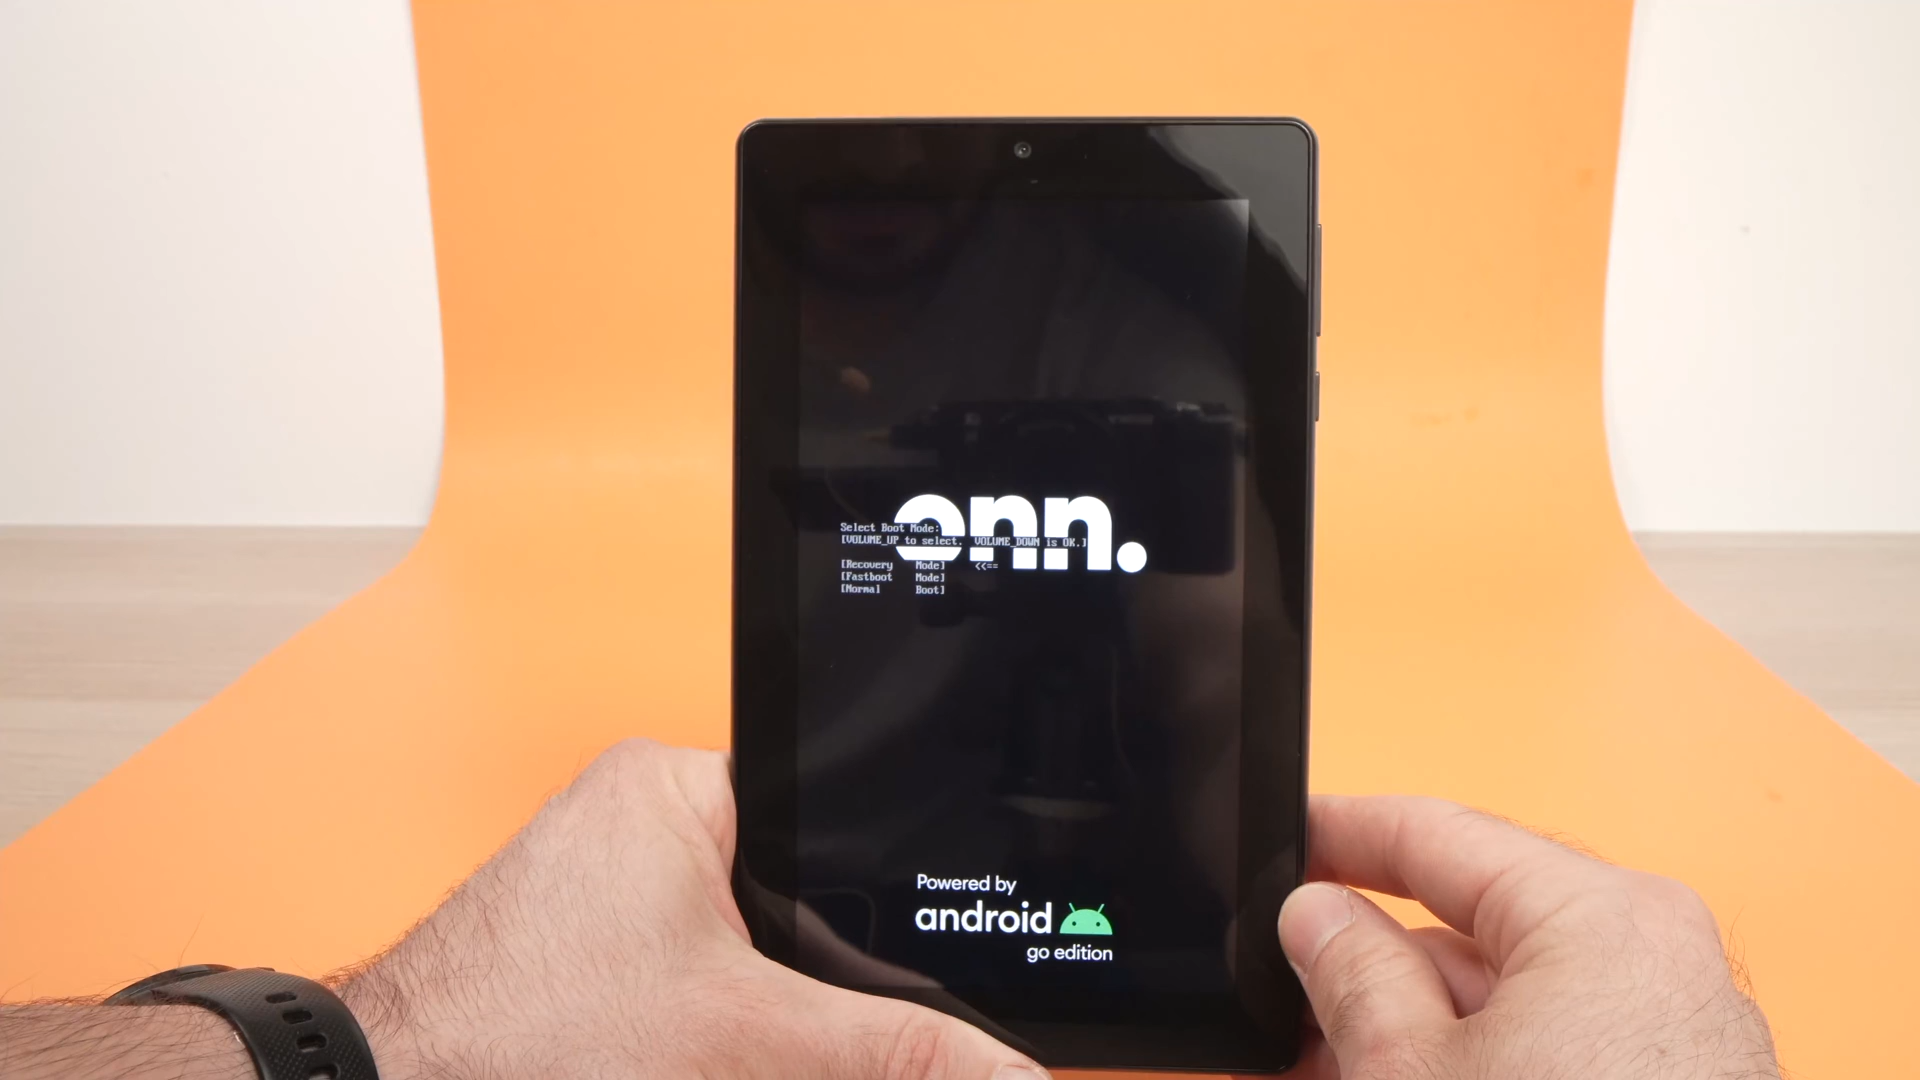 onn.
Select Boot Mode:
[VOLUME_UP to select.  VOLUME_DOWN is OK.]
[Recovery    Mode]     <<==
[Fastboot    Mode]
[Normal      Boot]
Powered by
android
go edition